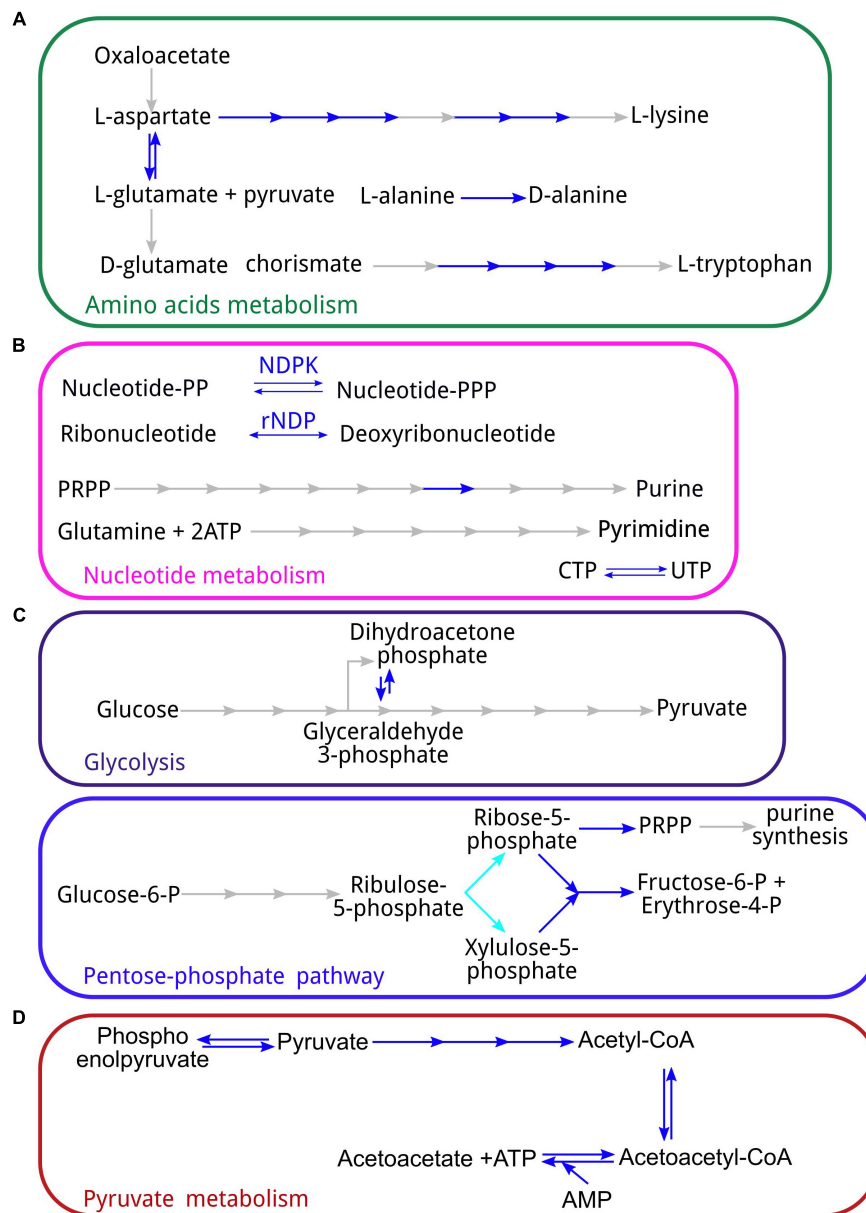 A
Oxaloacetate
L-aspartate
L-lysine
L-glutamate + pyruvate
L-alanine
D-alanine
D-glutamate
chorismate
L-tryptophan
Amino acids metabolism
B
NDPK
Nucleotide-PP
Nucleotide-PPP
rNDP
Ribonucleotide
Deoxyribonucleotide
PRPP
Purine
Glutamine + 2ATP
Pyrimidine
CTP
UTP
Nucleotide metabolism
C
Dihydroacetone
phosphate
Glucose
Pyruvate
Glyceraldehyde
3-phosphate
Glycolysis
Ribose-5-
phosphate
PRPP
purine
synthesis
Glucose-6-P
Ribulose-
5-phosphate
Fructose-6-P +
Erythrose-4-P
Xylulose-5-
phosphate
Pentose-phosphate pathway
D
Phospho
enolpyruvate
Pyruvate
Acetyl-CoA
Acetoacetate +ATP
Acetoacetyl-CoA
AMP
Pyruvate metabolism